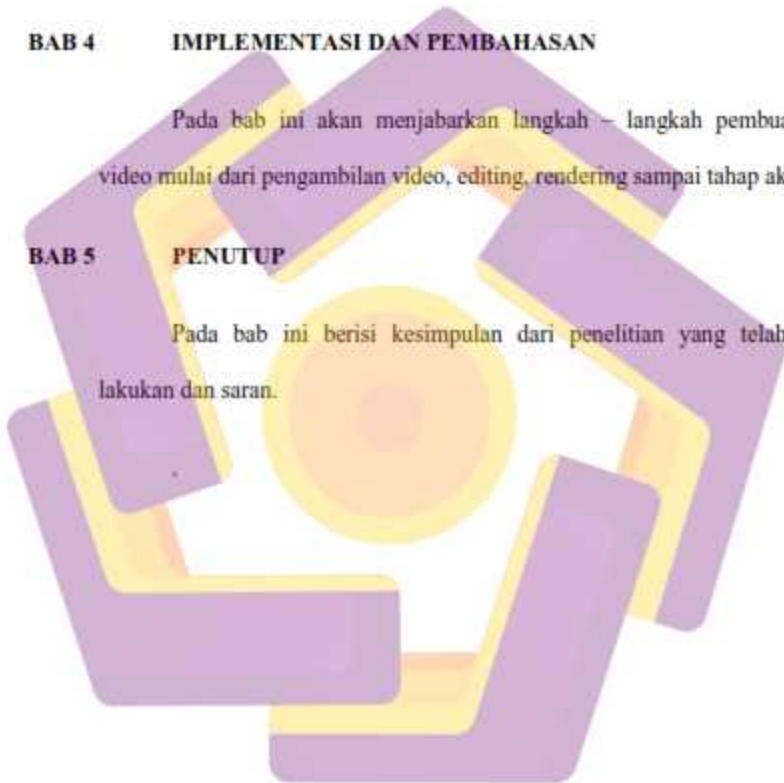 BAB 4 IMPLEMENTASI DAN PEMBAHASAN
Pada bab ini akan menjabarkan langkah – langkah
video mulai dari pengambilan video, editing, rendering sampai tahap
BAB 5 PENUTUP
Pada bab ini berisi kesimpulan dari penelitian yang telah
lakukan dan saran.
.